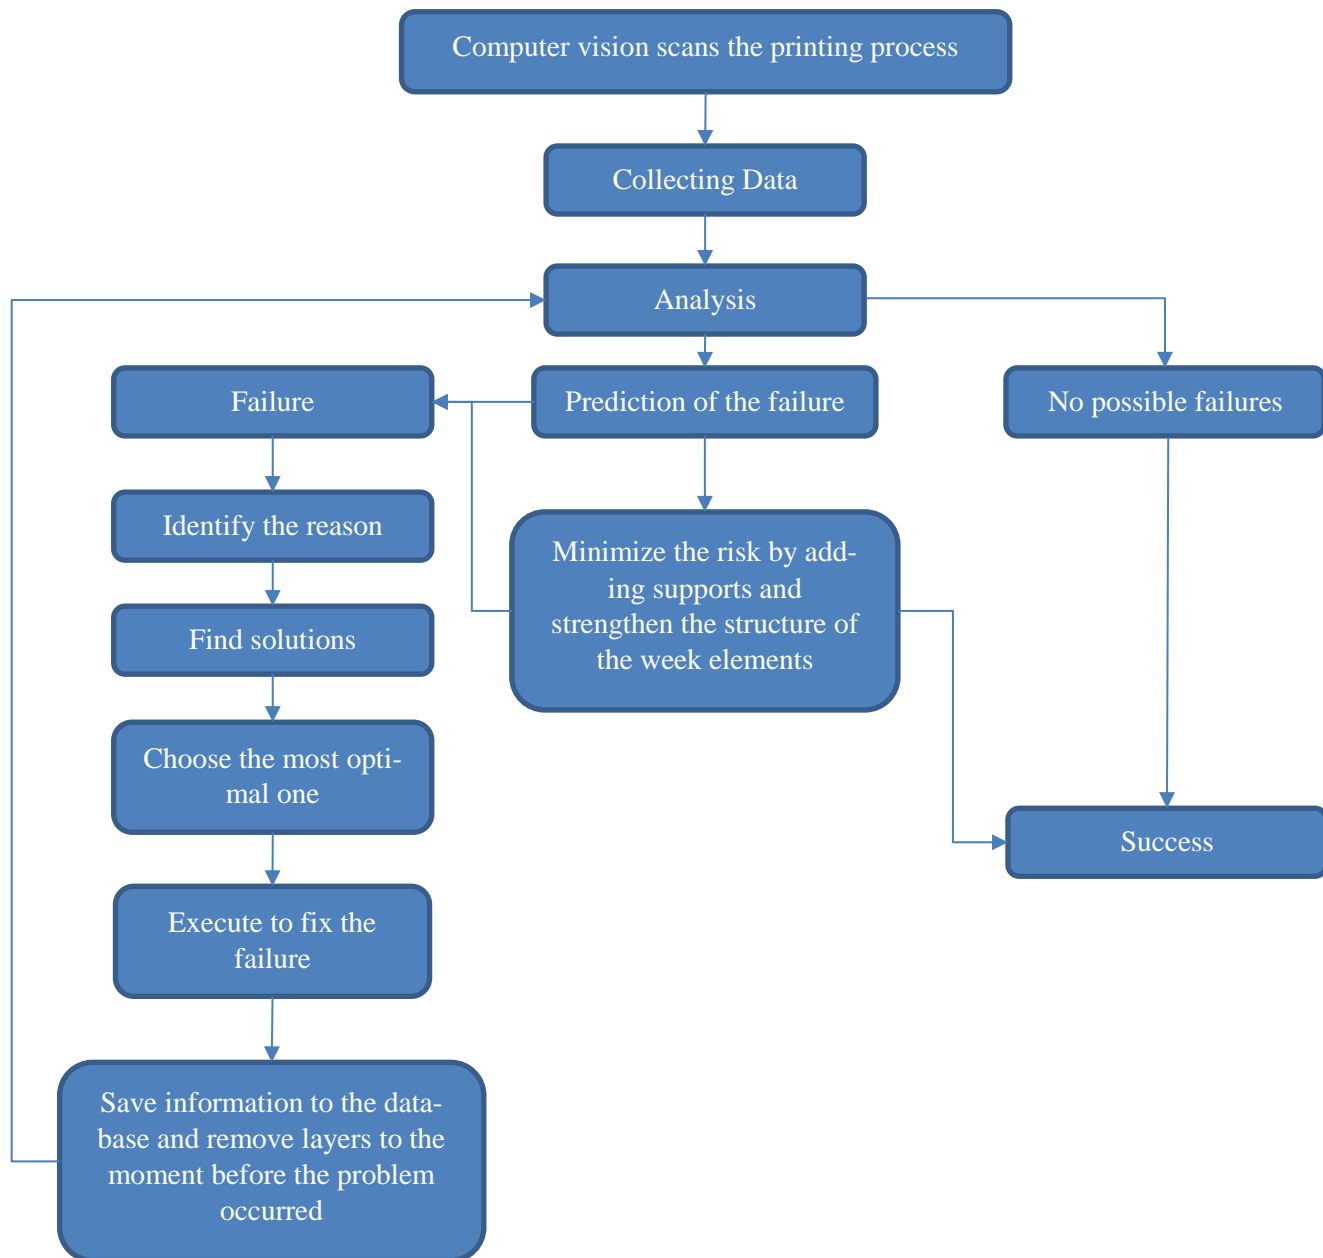 Computer vision scans the printing process
Collecting Data
Analysis
Failure
Prediction of the failure
No possible failures
Identify the reason
Minimize the risk by add-
ing supports and
strengthen the structure of
the week elements
Find solutions
Choose the most opti-
mal one
Success
Execute to fix the
failure
Save information to the data-
base and remove layers to the
moment before the problem
occurred